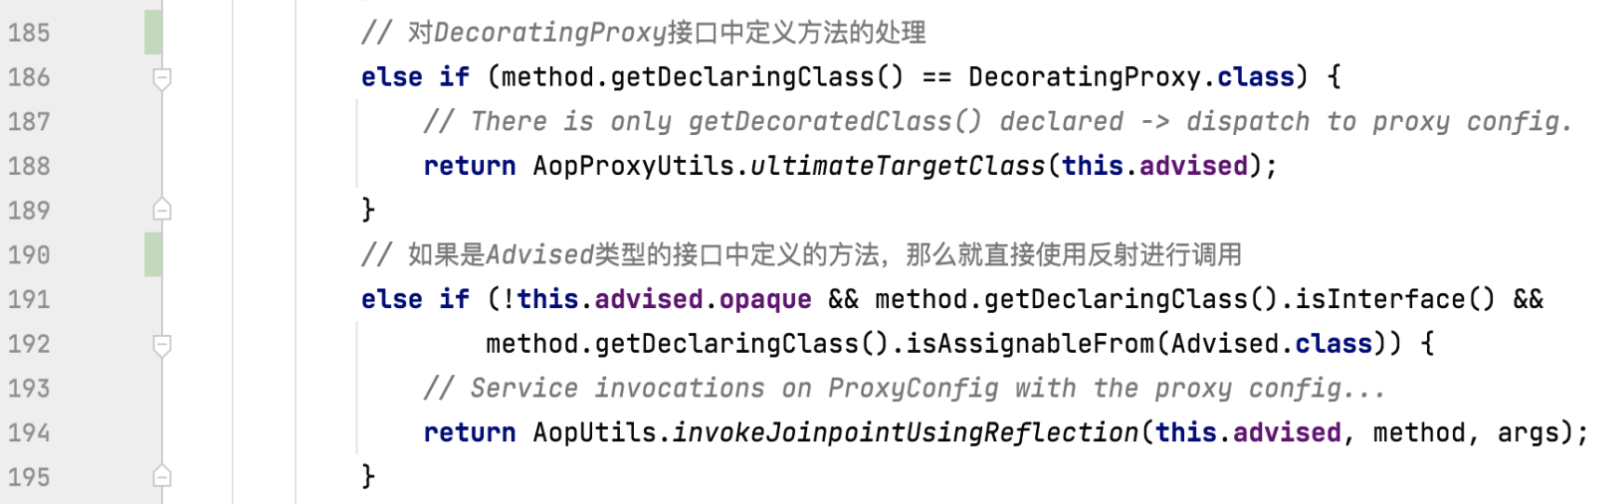 185 // 对DecoratingProxy接口中定义方法的处理
186 else if (method.getDeclaringClass() == DecoratingProxy.class) {
187 // There is only getDecoratedClass() declared -> dispatch to proxy config.
188 return AopProxyUtils.ultimateTargetClass(this.advised);
189 }
190 // 如果是Advised类型的接口中定义的方法，那么就直接使用反射进行调用
191 else if (!this.advised.opaque && method.getDeclaringClass().isInterface() &&
192 method.getDeclaringClass().isAssignableFrom(Advised.class)) {
193 // Service invocations on ProxyConfig with the proxy config...
194 return AopUtils.invokeJoinpointUsingReflection(this.advised, method, args);
195 }